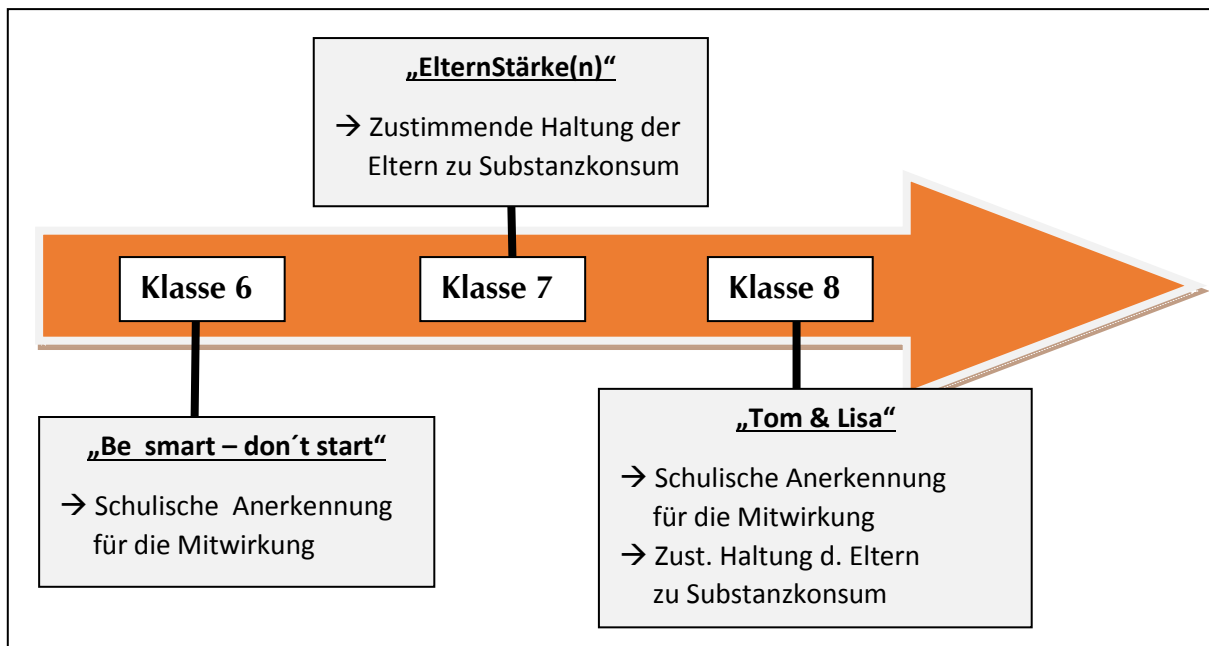 „ElternStärke(n)“
→ Zustimmende Haltung der
Eltern zu Substanzkonsum
Klasse 6
Klasse 7
Klasse 8
„Be smart – don´t start“
→ Schulische Anerkennung
für die Mitwirkung
„Tom & Lisa“
→ Schulische Anerkennung
für die Mitwirkung
→ Zust. Haltung d. Eltern
zu Substanzkonsum